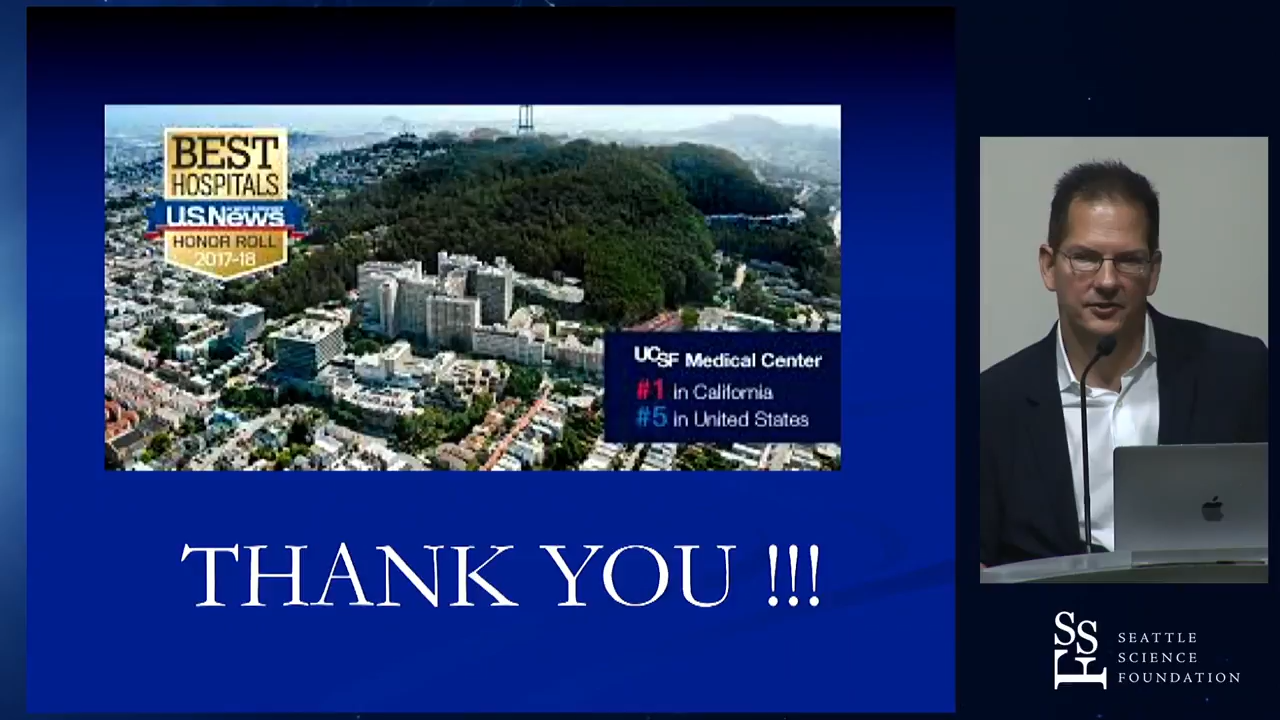 BEST
HOSPITALS
U.S.News
HONOR ROLL
2017-18
UCSF Medical Center
#1 in California
#5 in United States
THANK YOU !!!
SSF
SEATTLE
SCIENCE
FOUNDATION